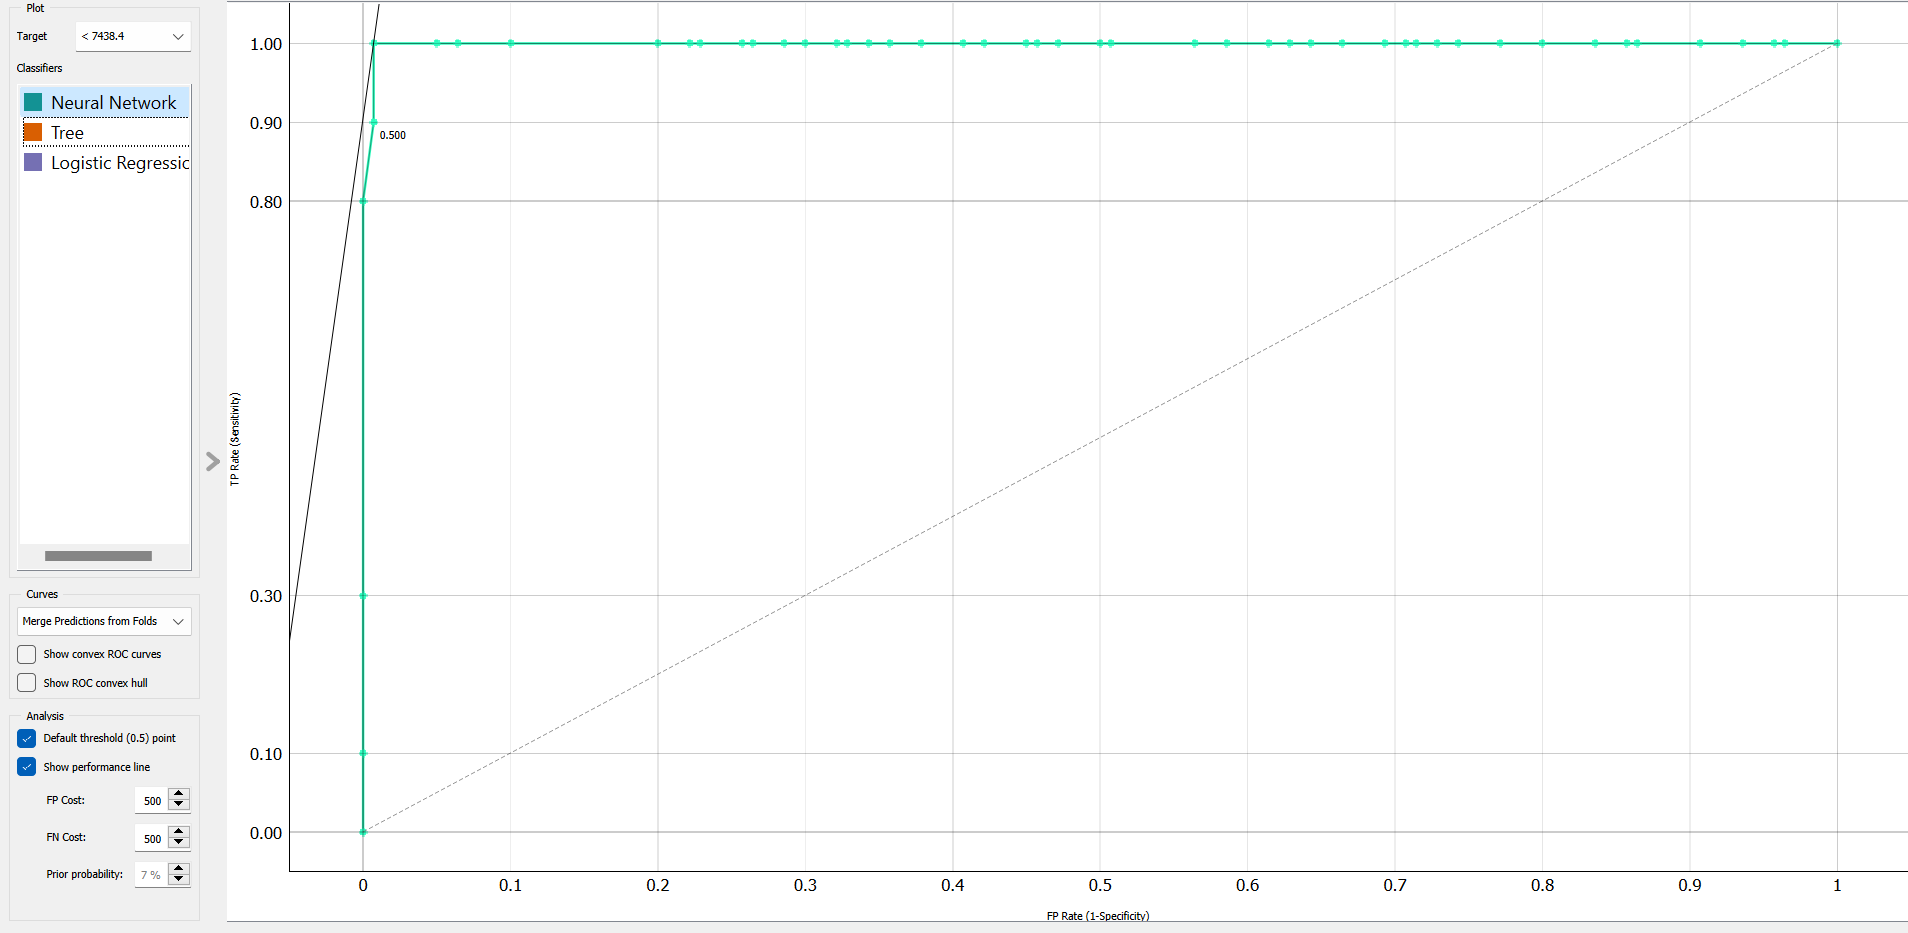 Plot
Target
< 7438.4
Classifiers
Neural Network
Tree
Logistic Regressic
Curves
Merge Predictions from Folds
Show convex ROC curves
Show ROC convex hull
Analysis
Default threshold (0.5) point
Show performance line
FP Cost:
500
FN Cost:
500
Prior probability:
7 %
TP Rate (Sensitivity)
1.00
0.90
0.80
0.30
0.10
0.00
0.500
0
0.1
0.2
0.3
0.4
0.5
0.6
0.7
0.8
0.9
1
FP Rate (1-Specificity)